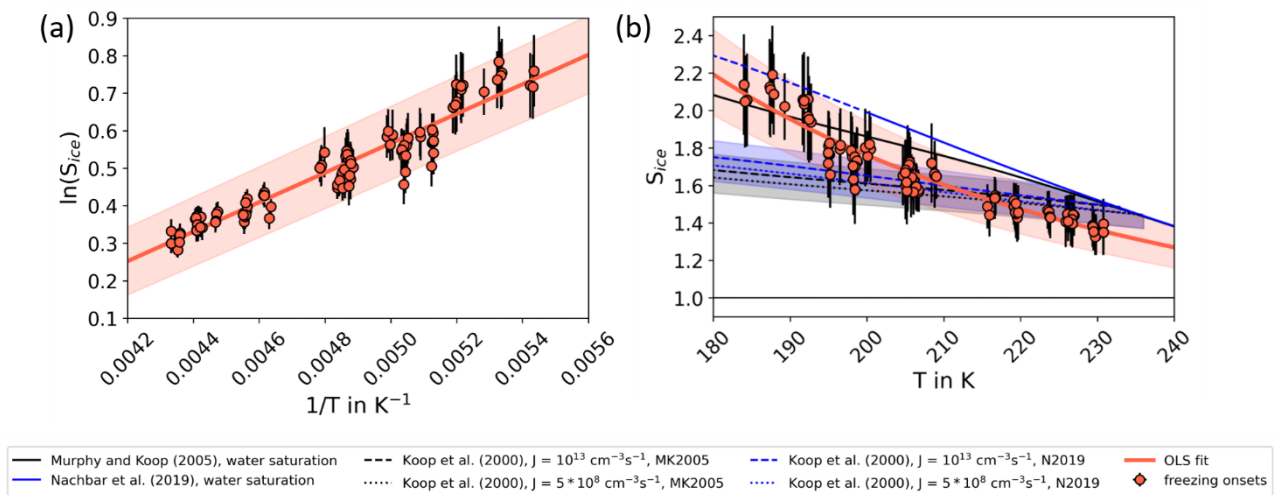 (a)
0.9
0.8
0.7
0.6
0.5
0.4
0.3
0.2
0.1
ln(S_ice)
0.0042
0.0044
0.0046
0.0048
0.0050
0.0052
0.0054
0.0056
1/T in K⁻¹
(b)
2.4
2.2
2.0
1.8
1.6
1.4
1.2
1.0
S_ice
180
190
200
210
220
230
240
T in K
Murphy and Koop (2005), water saturation
Nachbar et al. (2019), water saturation
Koop et al. (2000), J = 10¹³ cm⁻³s⁻¹, MK2005
Koop et al. (2000), J = 5*10⁸ cm⁻³s⁻¹, MK2005
Koop et al. (2000), J = 10¹³ cm⁻³s⁻¹, N2019
Koop et al. (2000), J = 5*10⁸ cm⁻³s⁻¹, N2019
OLS fit
freezing onsets